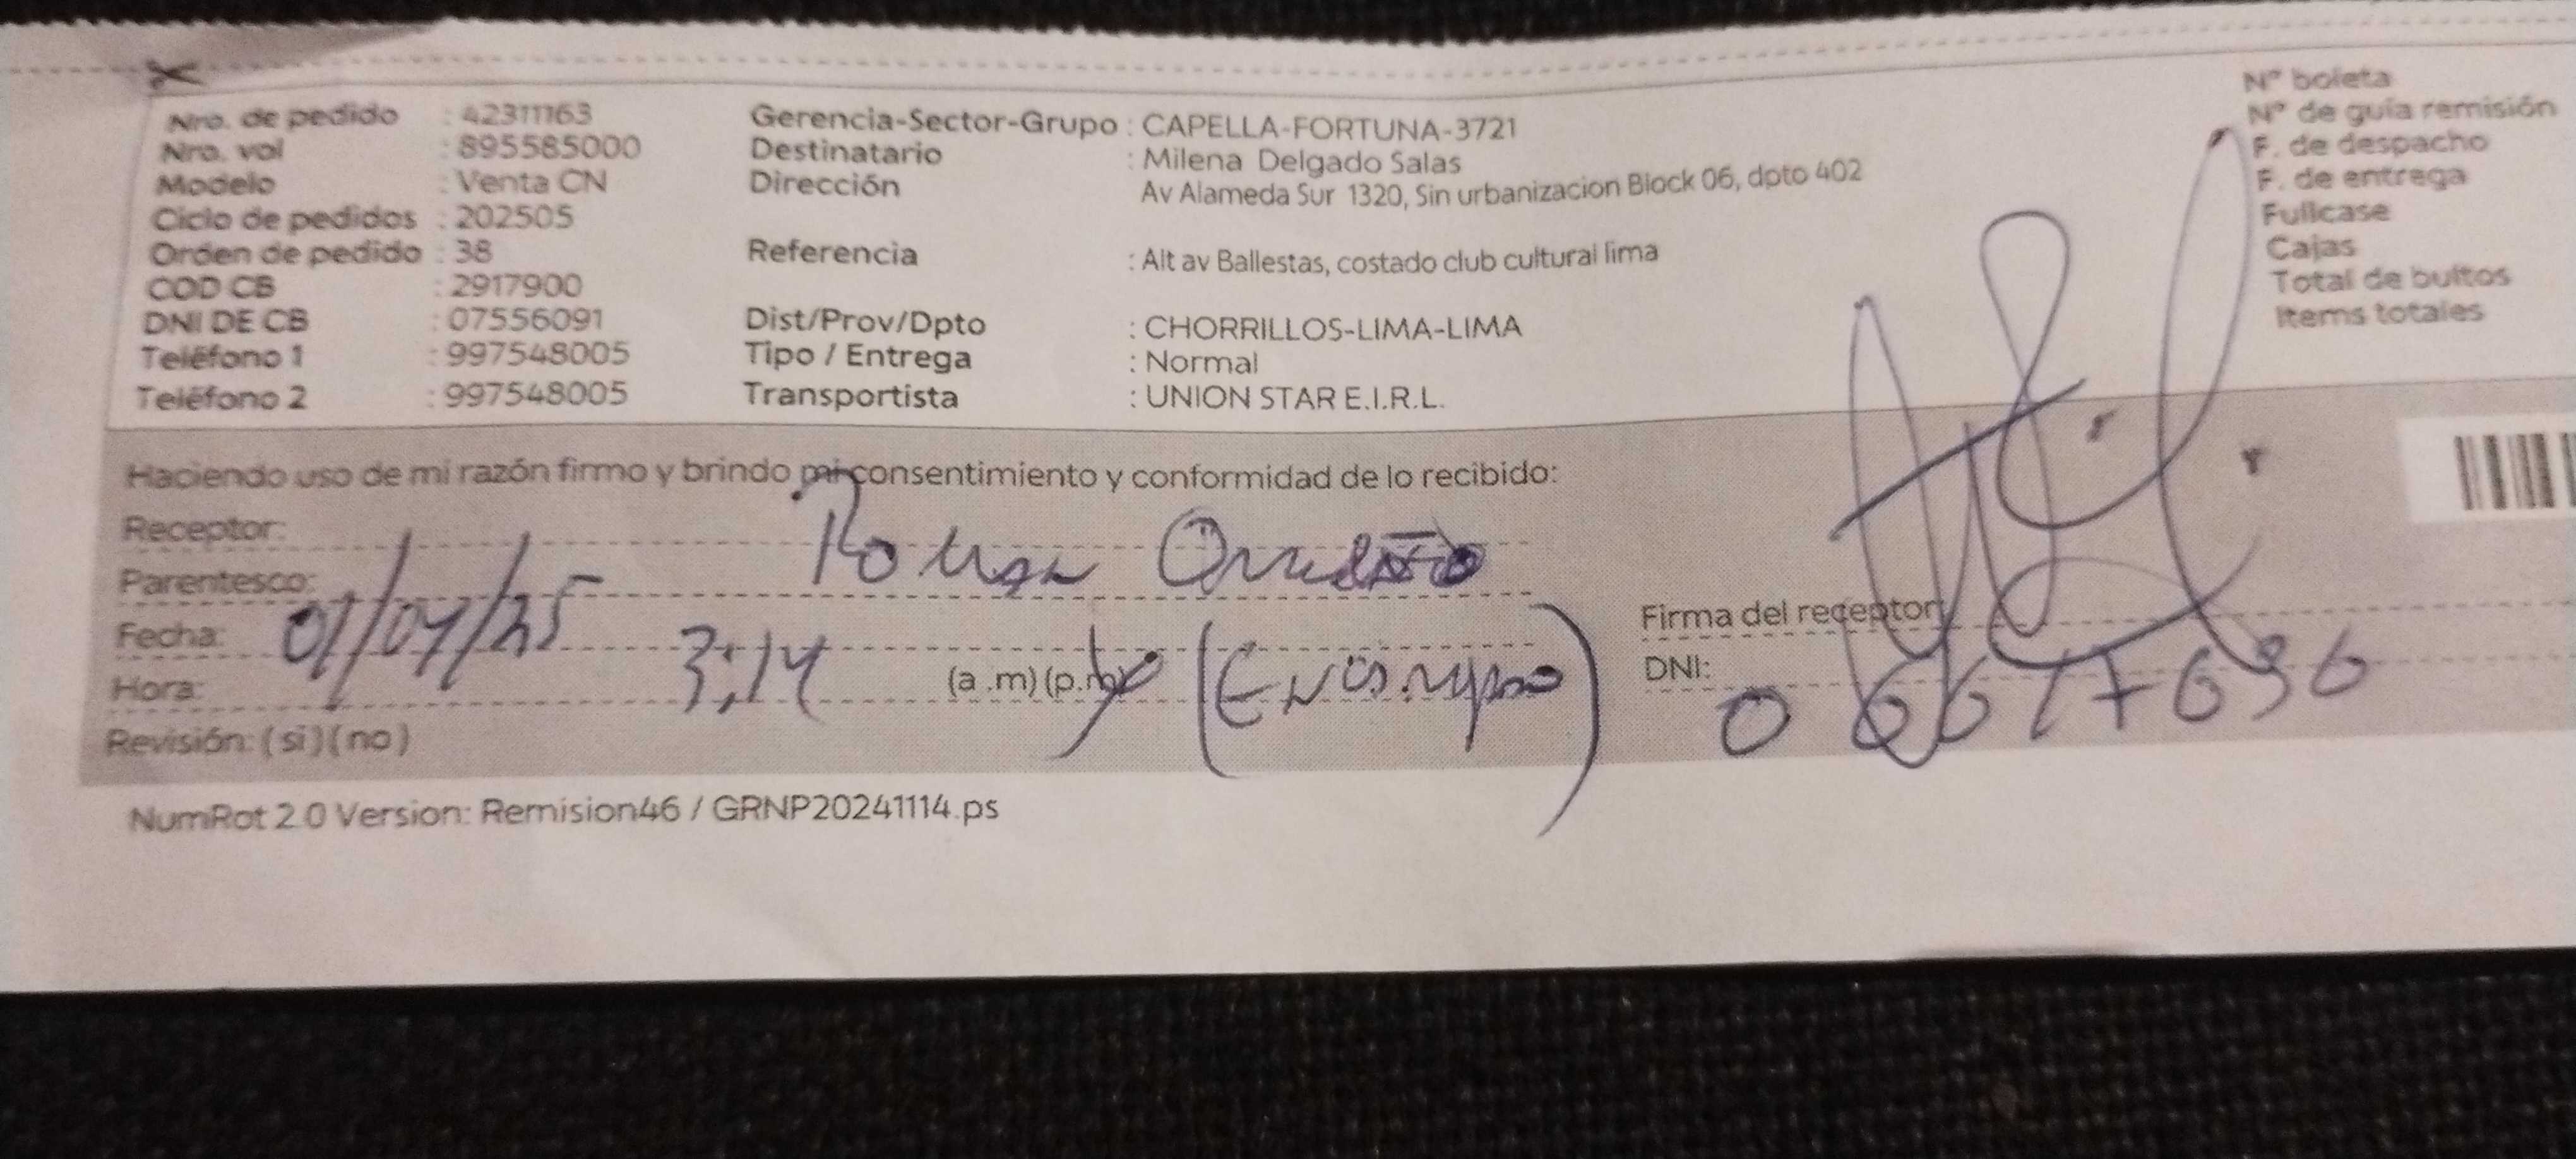 Nro. de pedido : 42311163
Nro. vol : 895585000
Modelo : Venta CN
Ciclo de pedidos : 202505
Orden de pedido : 38
COD CB : 2917900
DNI DE CB : 07556091
Teléfono 1 : 997548005
Teléfono 2 : 997548005
Gerencia-Sector-Grupo : CAPELLA-FORTUNA-3721
Destinatario : Milena Delgado Salas
Dirección Av Alameda Sur 1320, Sin urbanizacion Block 06, dpto 402
Referencia : Alt av Ballestas, costado club cultural lima
Dist/Prov/Dpto : CHORRILLOS-LIMA-LIMA
Tipo / Entrega : Normal
Transportista : UNION STAR E.I.R.L.
N° boleta
N° de guía remisión
F. de despacho
F. de entrega
Fullcase
Cajas
Total de bultos
Items totales
Haciendo uso de mi razón firmo y brindo mi consentimiento y conformidad de lo recibido:
Receptor:
Parentesco:
Fecha: 01/04/25
Hora: 3:14 (a .m) (p.m)
Revisión: ( si ) ( no )
Firma del receptor:
DNI: 06617696
NumRot 2.0 Version: Remision46 / GRNP20241114.ps